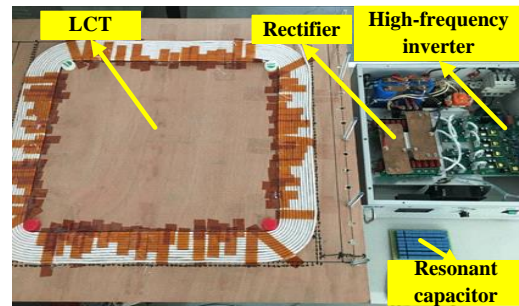 LCT
Rectifier
High-frequency
inverter
Resonant
capacitor